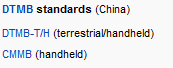 DTMB standards (China)
DTMB-T/H (terrestrial/handheld)
CMMB (handheld)